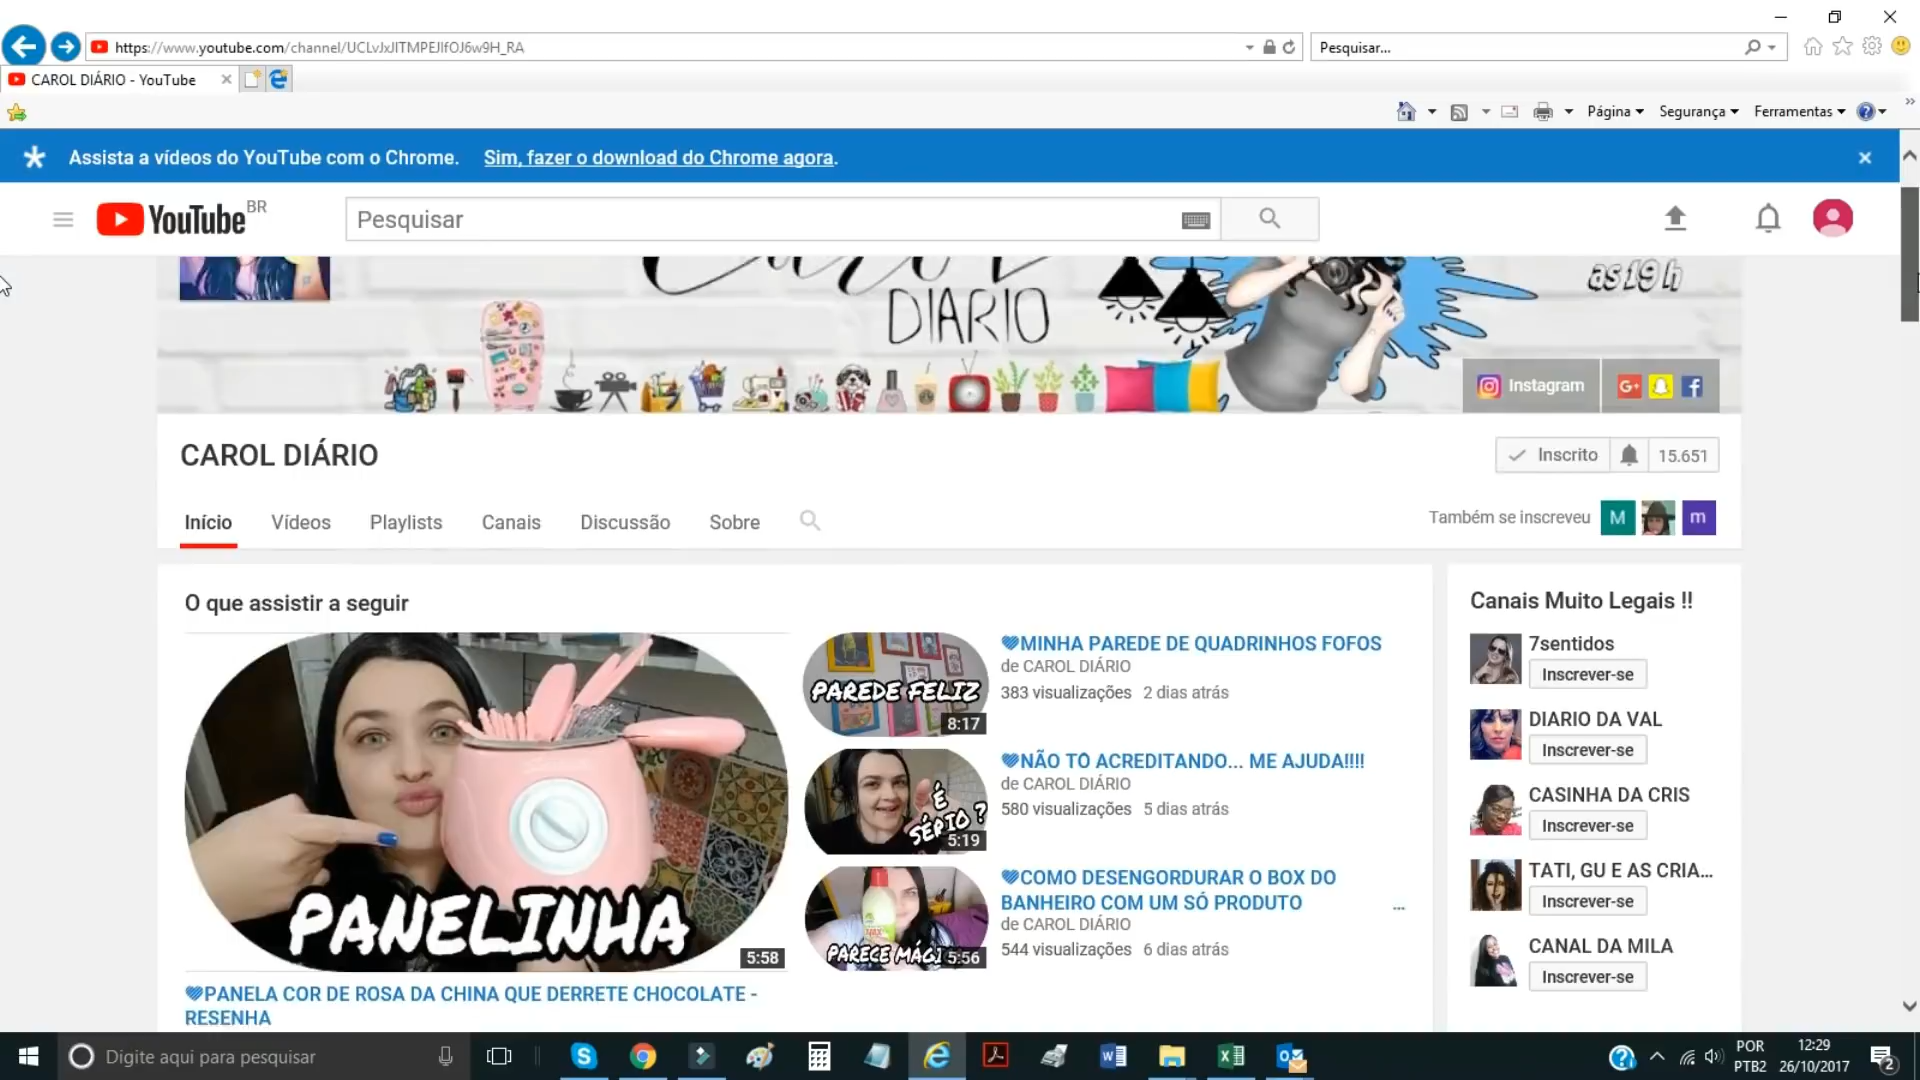 https://www.youtube.com/channel/UCLvJxJITMPEJIfOJ6w9H_RA
Pesquisar...
CAROL DIÁRIO - YouTube
Página
Segurança
Ferramentas
Assista a vídeos do YouTube com o Chrome. Sim, fazer o download do Chrome agora.
YouTube BR
Pesquisar
DIÁRIO
as 19 h
Instagram
CAROL DIÁRIO
Inscrito
15.651
Início
Vídeos
Playlists
Canais
Discussão
Sobre
Também se inscreveu
M
m
O que assistir a seguir
PANELINHA
5:58
💙PANELA COR DE ROSA DA CHINA QUE DERRETE CHOCOLATE -
RESENHA
PAREDE FELIZ
8:17
💙MINHA PAREDE DE QUADRINHOS FOFOS
de CAROL DIÁRIO
383 visualizações 2 dias atrás
É
SÉRIO ?
5:19
💙NÃO TÔ ACREDITANDO... ME AJUDA!!!!
de CAROL DIÁRIO
580 visualizações 5 dias atrás
PARECE
5:56
💙COMO DESENGORDURAR O BOX DO
BANHEIRO COM UM SÓ PRODUTO ...
de CAROL DIÁRIO
544 visualizações 6 dias atrás
Canais Muito Legais !!
7sentidos
Inscrever-se
DIARIO DA VAL
Inscrever-se
CASINHA DA CRIS
Inscrever-se
TATI, GU E AS CRIA...
Inscrever-se
CANAL DA MILA
Inscrever-se
Digite aqui para pesquisar
POR
PTB2
12:29
26/10/2017
2